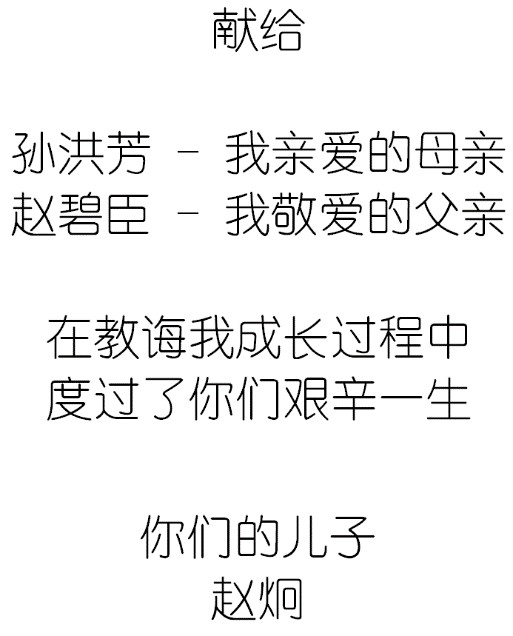 献给
孙洪芳 - 我亲爱的母亲
赵碧臣 - 我敬爱的父亲
在教诲我成长过程中
度过了你们艰辛一生
你们的儿子
赵炯